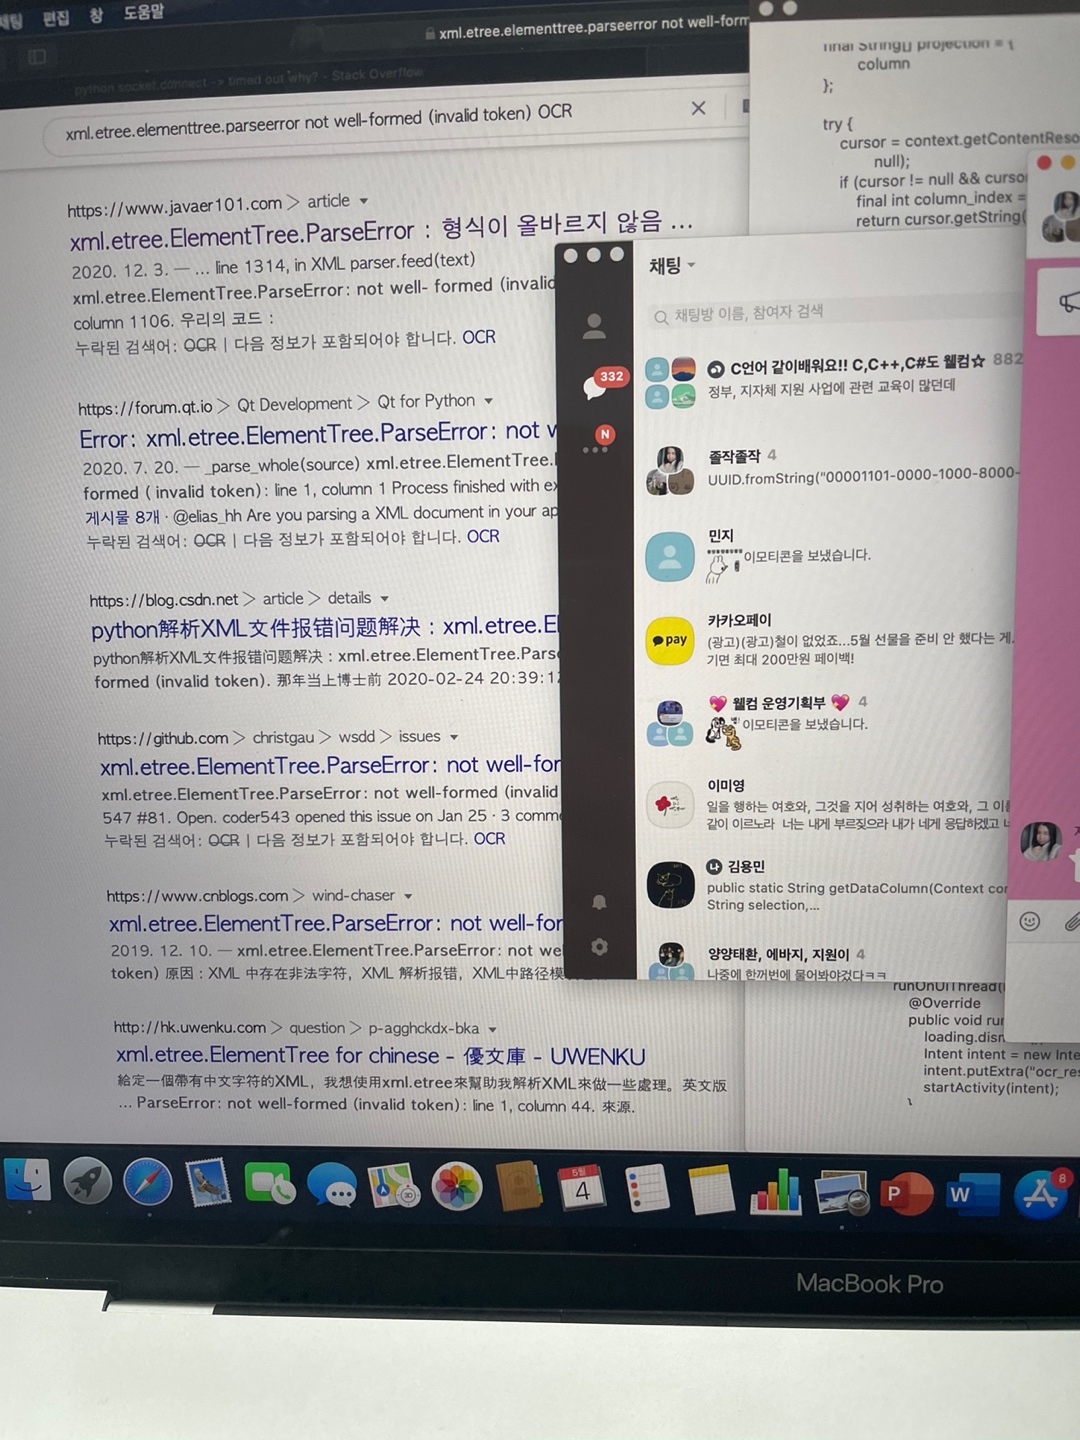 채팅 편집 창 도움말
xml.etree.elementtree.parseerror not well-form
python socket.connect -> timed out why? - Stack Overflow
xml.etree.elementtree.parseerror not well-formed (invalid token) OCR
https://www.javaer101.com > article
xml.etree.ElementTree.ParseError : 형식이 올바르지 않음 ...
2020. 12. 3. — ... line 1314, in XML parser.feed(text)
xml.etree.ElementTree.ParseError: not well- formed (invalid
column 1106. 우리의 코드 :
누락된 검색어: OCR | 다음 정보가 포함되어야 합니다. OCR
https://forum.qt.io > Qt Development > Qt for Python
Error: xml.etree.ElementTree.ParseError: not w
2020. 7. 20. — _parse_whole(source) xml.etree.ElementTree.
formed ( invalid token): line 1, column 1 Process finished with ex
게시물 8개 · @elias_hh Are you parsing a XML document in your ap
누락된 검색어: OCR | 다음 정보가 포함되어야 합니다. OCR
https://blog.csdn.net > article > details
python解析XML文件报错问题解决 : xml.etree.El
python解析XML文件报错问题解决 : xml.etree.ElementTree.Pars
formed (invalid token). 那年当上博士前 2020-02-24 20:39:1
https://github.com > christgau > wsdd > issues
xml.etree.ElementTree.ParseError: not well-for
xml.etree.ElementTree.ParseError: not well-formed (invalid
547 #81. Open. coder543 opened this issue on Jan 25 · 3 comm
누락된 검색어: OCR | 다음 정보가 포함되어야 합니다. OCR
https://www.cnblogs.com > wind-chaser
xml.etree.ElementTree.ParseError: not well-for
2019. 12. 10. — xml.etree.ElementTree.ParseError: not we
token) 原因 : XML 中存在非法字符，XML 解析报错，XML中路径模
http://hk.uwenku.com > question > p-agghckdx-bka
xml.etree.ElementTree for chinese - 優文庫 - UWENKU
給定一個帶有中文字符的XML，我想使用xml.etree來幫助我解析XML來做一些處理。英文版
... ParseError: not well-formed (invalid token): line 1, column 44. 來源.
final String[] projection = {
column
};
try {
cursor = context.getContentReso
null);
if (cursor != null && curso
final int column_index =
return cursor.getString(
채팅
채팅방 이름, 참여자 검색
332
N
C언어 같이배워요!! C,C++,C#도 웰컴☆ 882
정부, 지자체 지원 사업에 관련 교육이 많던데
졸작졸작 4
UUID.fromString("00001101-0000-1000-8000-
민지
이모티콘을 보냈습니다.
pay
카카오페이
(광고)(광고)철이 없었죠...5월 선물을 준비 안 했다는 게.
기면 최대 200만원 페이백!
💖 웰컴 운영기획부 💖 4
이모티콘을 보냈습니다.
이미영
일을 행하는 여호와, 그것을 지어 성취하는 여호와, 그 이름
같이 이르노라 너는 내게 부르짖으라 내가 네게 응답하겠고 너
나 김용민
public static String getDataColumn(Context con
String selection,...
양양태환, 에바지, 지원이 4
나중에 한꺼번에 물어봐야겄다ㅋㅋ
runOnUiThread(
@Override
public void rur
loading.disn
Intent intent = new Inte
intent.putExtra("ocr_res
startActivity(intent);
}
5월
4
3D
P
W
8
MacBook Pro